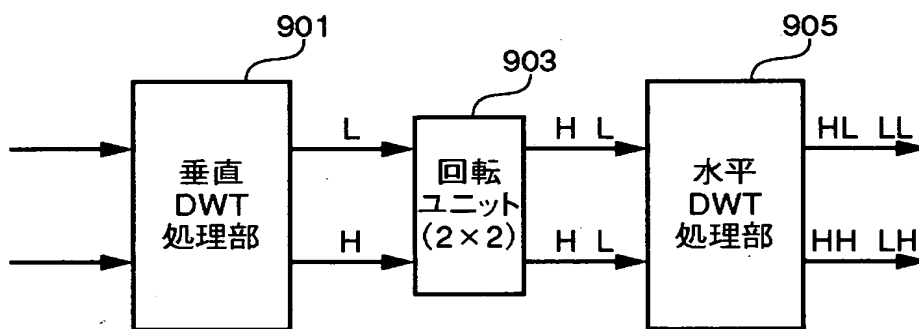 901
903
905
垂直
DWT
処理部
L
H
回転
ユニット
(2×2)
H L
H L
水平
DWT
処理部
HL LL
HH LH